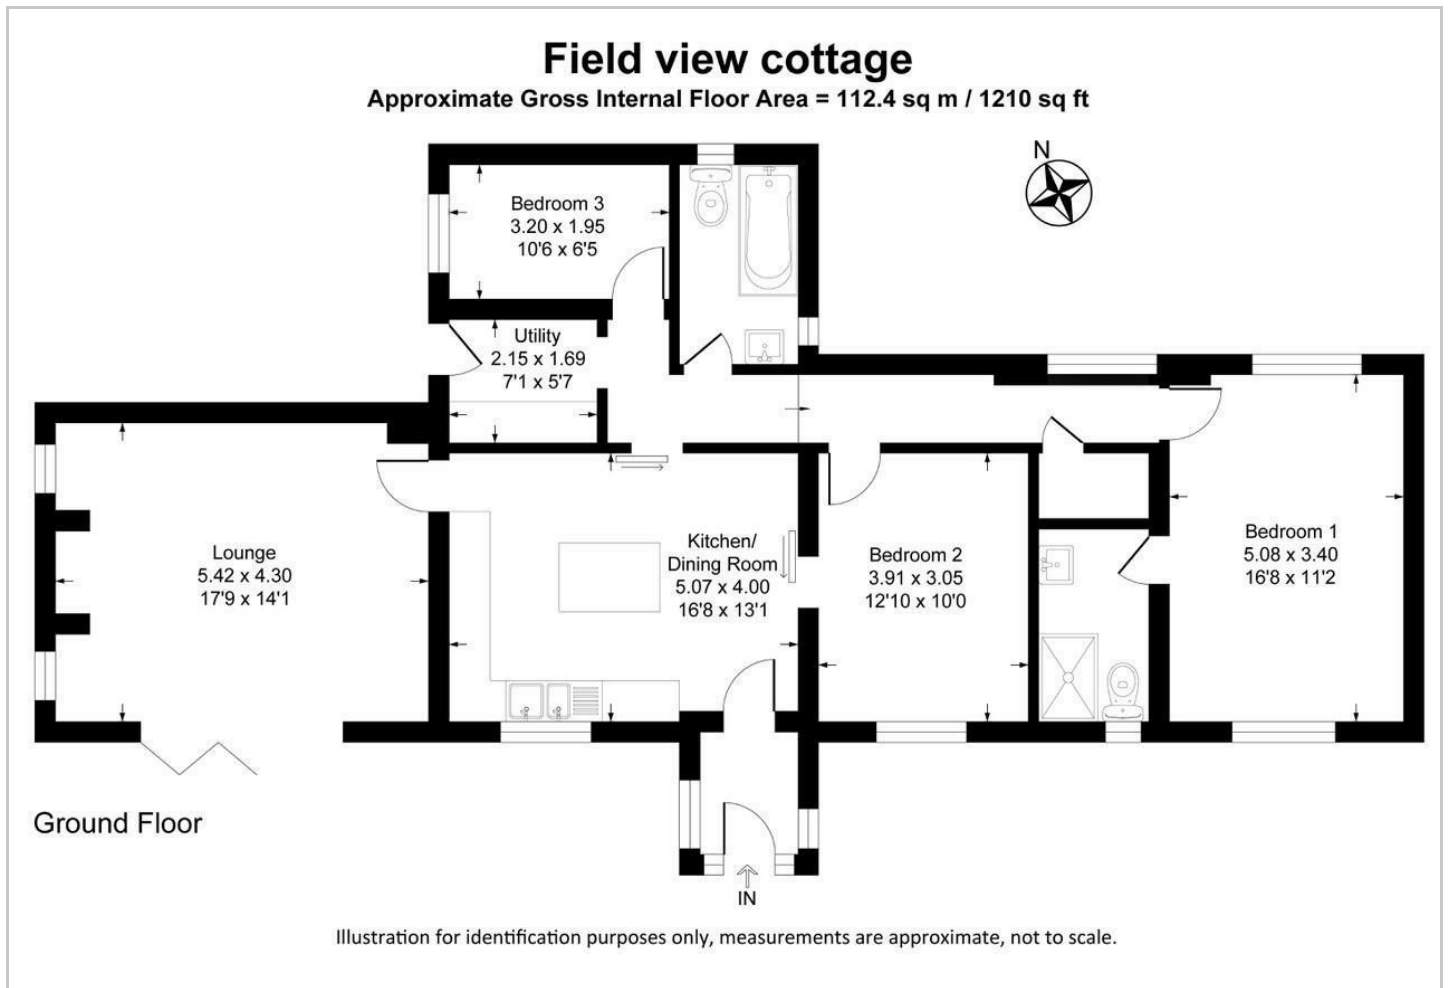 Field view cottage
Approximate Gross Internal Floor Area = 112.4 sq m / 1210 sq ft
N
Bedroom 3
3.20 x 1.95
10'6 x 6'5
Utility
2.15 x 1.69
7'1 x 5'7
Lounge
5.42 x 4.30
17'9 x 14'1
Kitchen/
Dining Room
5.07 x 4.00
16'8 x 13'1
Bedroom 2
3.91 x 3.05
12'10 x 10'0
Bedroom 1
5.08 x 3.40
16'8 x 11'2
Ground Floor
IN
Illustration for identification purposes only, measurements are approximate, not to scale.